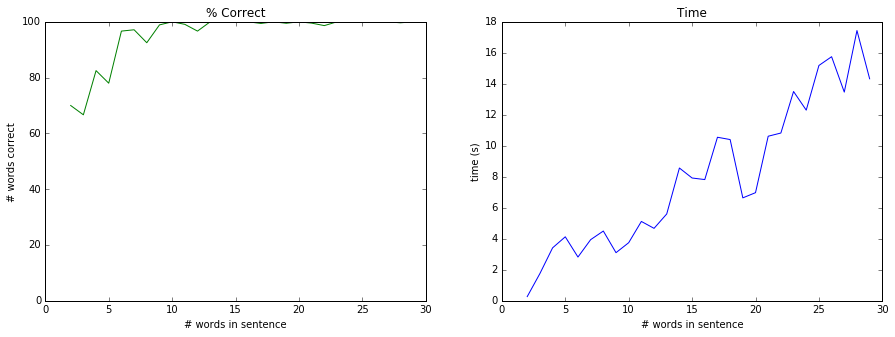 % Correct
100
80
60
40
20
0
# words correct
0 5 10 15 20 25 30
# words in sentence
Time
18
16
14
12
10
8
6
4
2
0
time (s)
0 5 10 15 20 25 30
# words in sentence